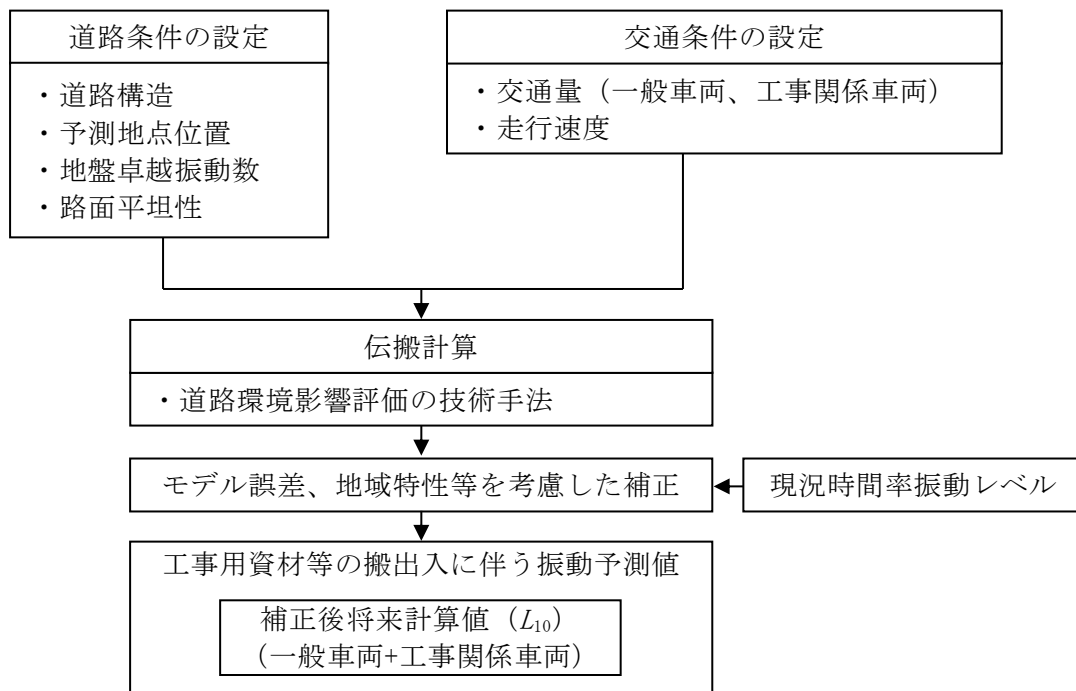 道路条件の設定
・道路構造
・予測地点位置
・地盤卓越振動数
・路面平坦性
交通条件の設定
・交通量（一般車両、工事関係車両）
・走行速度
伝搬計算
・道路環境影響評価の技術手法
モデル誤差、地域特性等を考慮した補正
現況時間率振動レベル
工事用資材等の搬出入に伴う振動予測値
補正後将来計算値（L10）
（一般車両+工事関係車両）